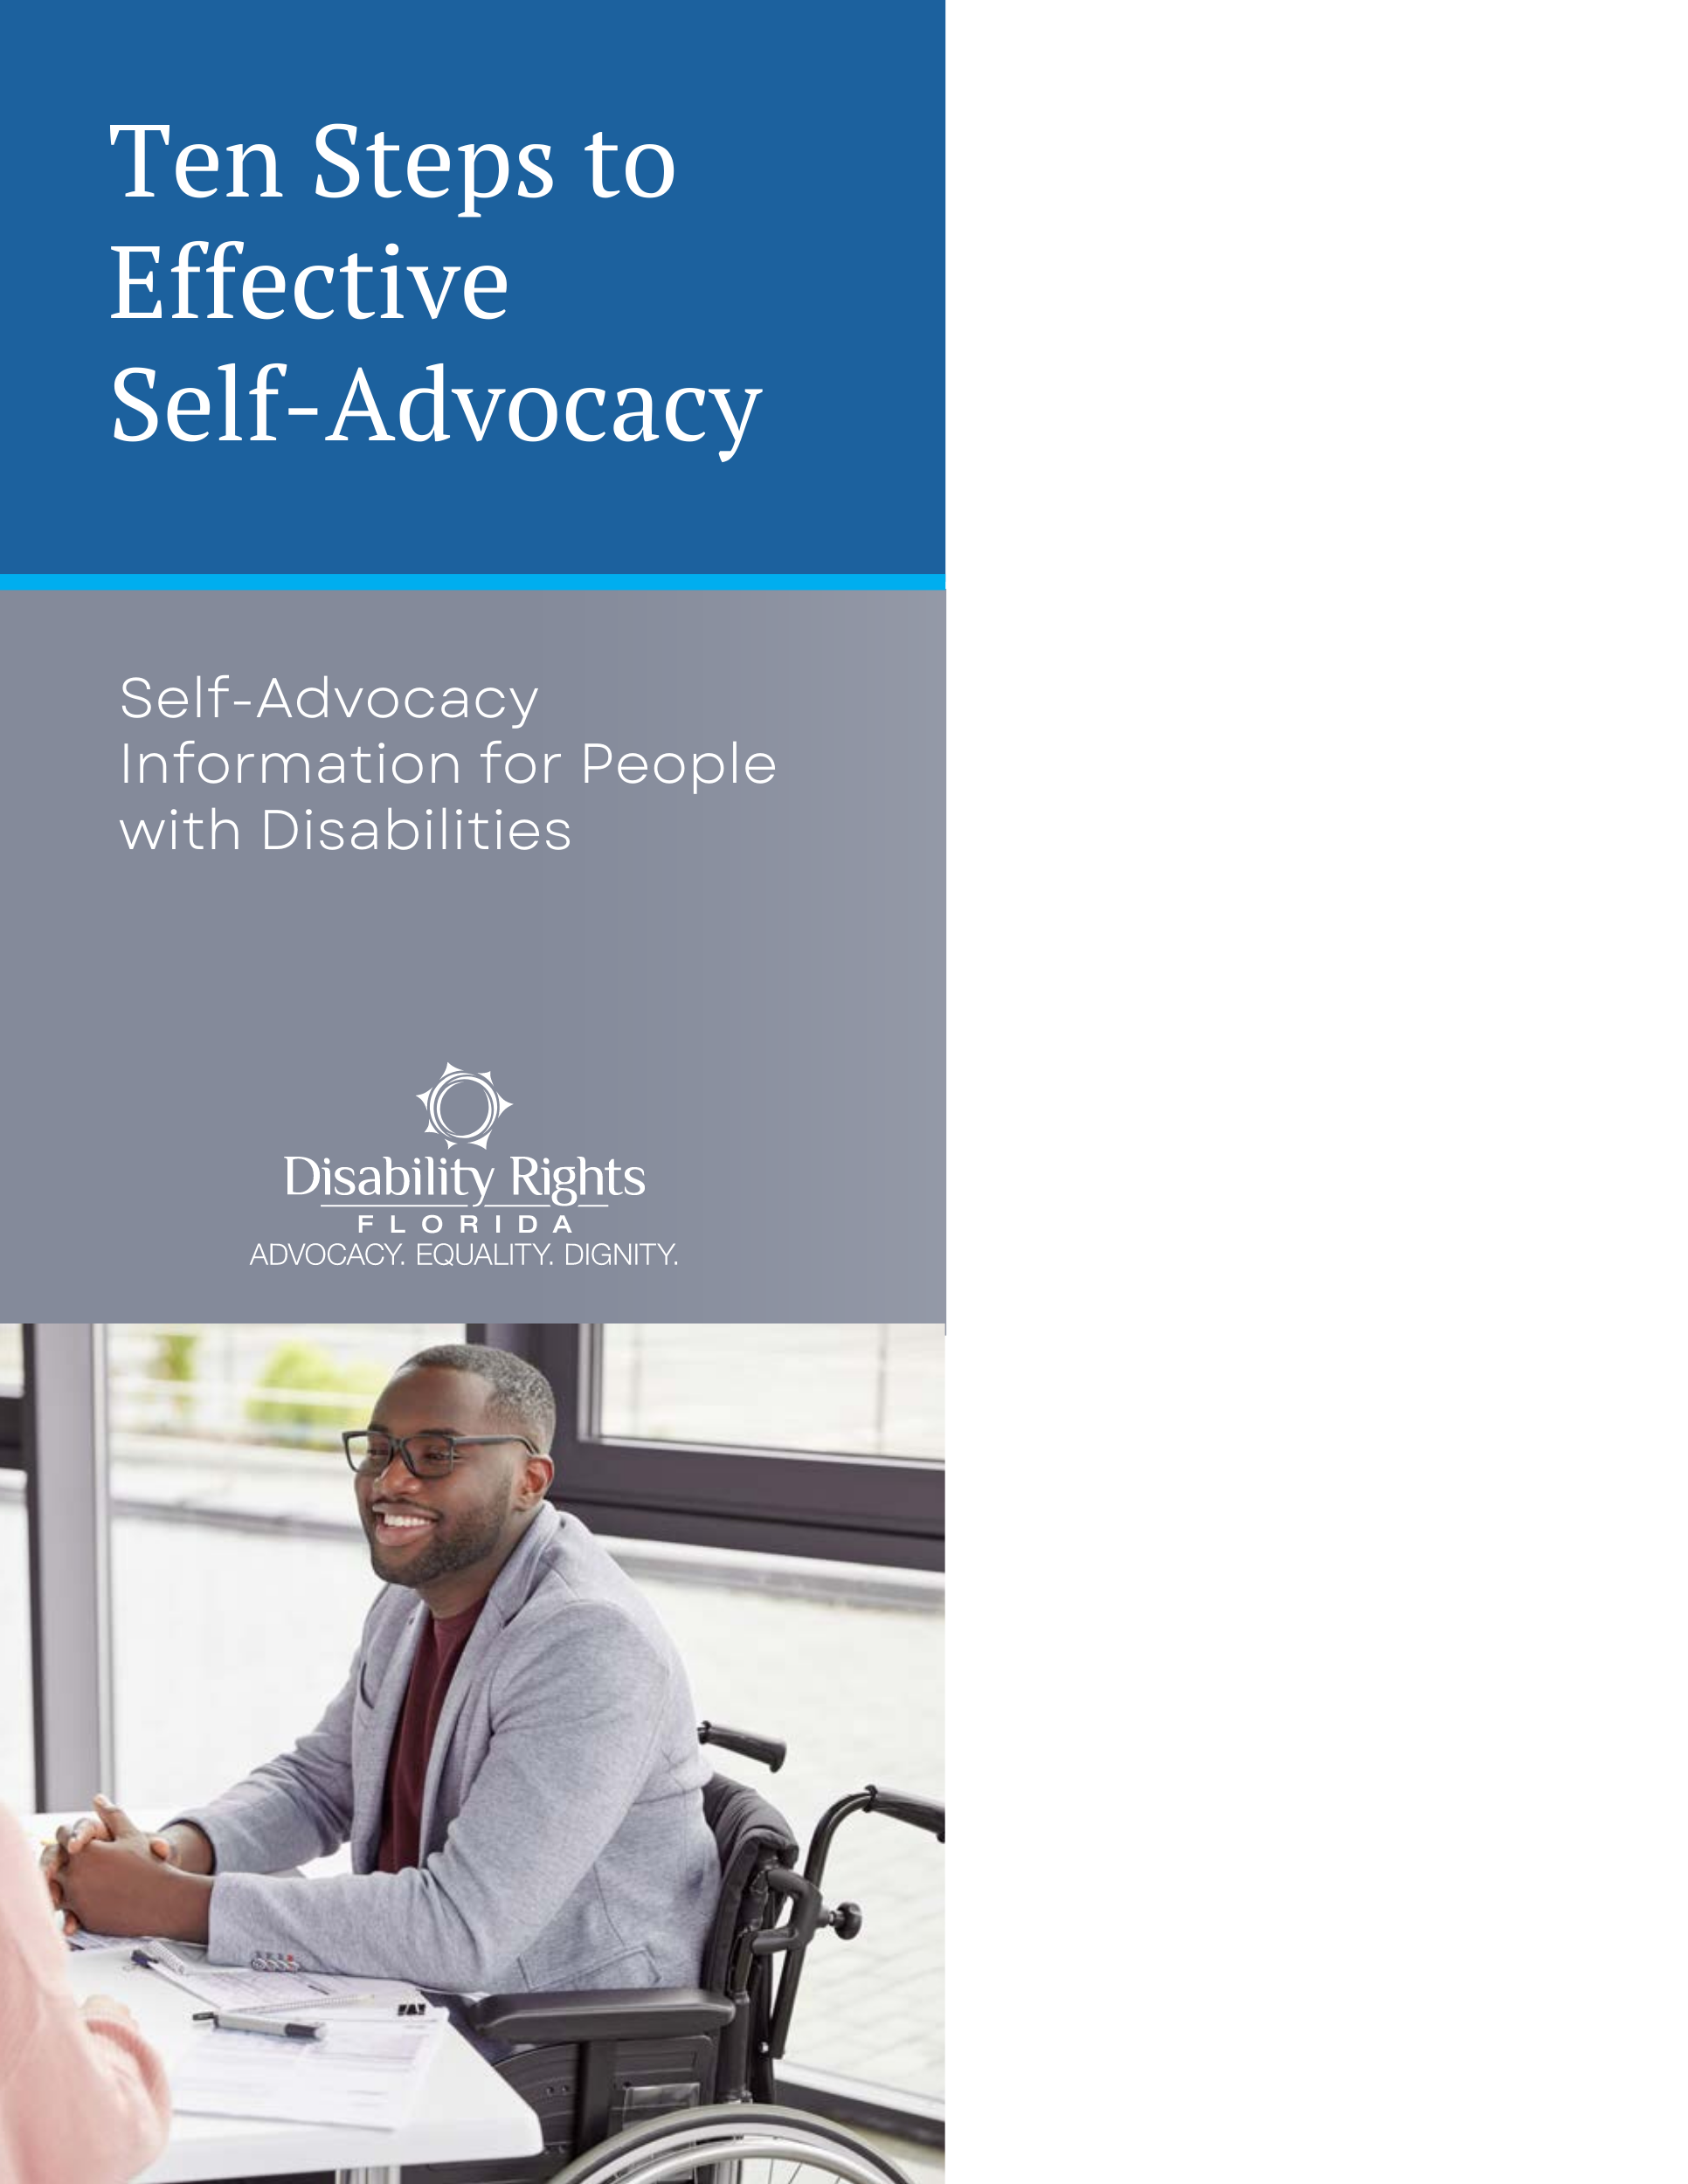 Ten Steps to
Effective
Self-Advocacy
Self-Advocacy
Information for People
with Disabilities
Disability Rights
FLORIDA
ADVOCACY. EQUALITY. DIGNITY.